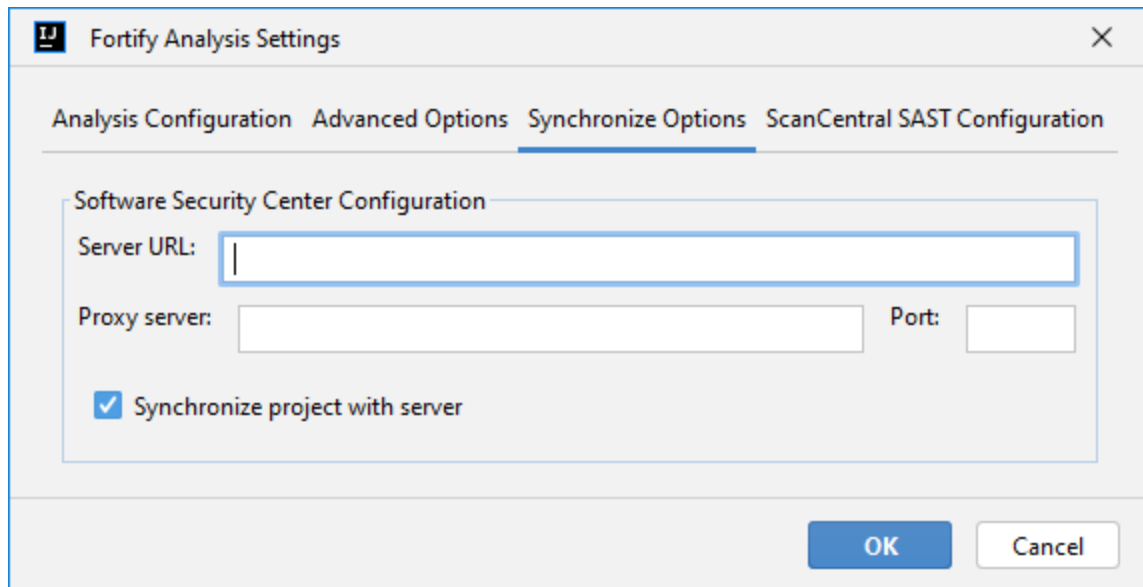 IJ Fortify Analysis Settings
Analysis Configuration Advanced Options Synchronize Options ScanCentral SAST Configuration
Software Security Center Configuration
Server URL:
Proxy server: Port:
Synchronize project with server
OK Cancel